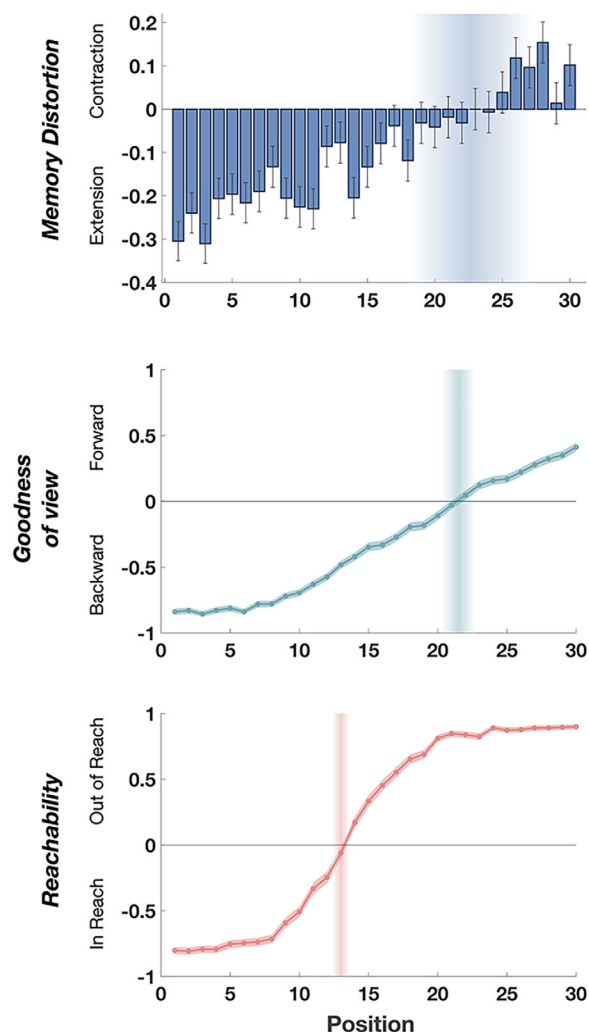 Memory Distortion
Extension Contraction
0.2
0.1
0
-0.1
-0.2
-0.3
-0.4
0 5 10 15 20 25 30
Goodness
of view
Backward Forward
1
0.5
0
-0.5
-1
0 5 10 15 20 25 30
Reachability
In Reach Out of Reach
1
0.5
0
-0.5
-1
0 5 10 15 20 25 30
Position